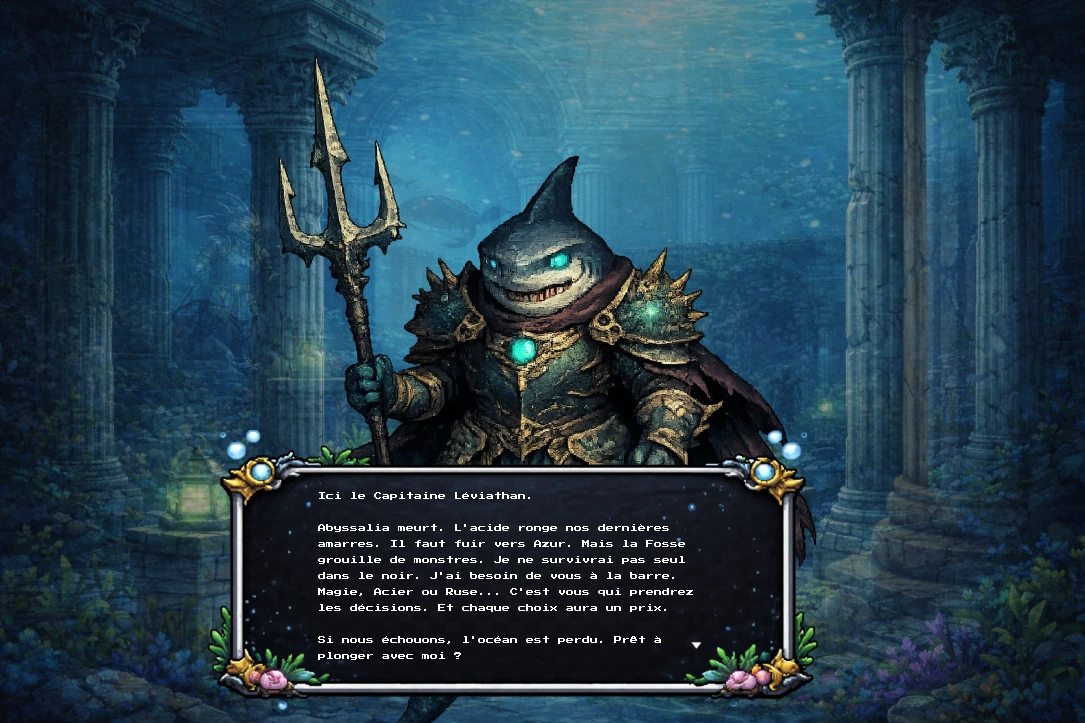 Ici le Capitaine Léviathan.
Abyssalia meurt. L'acide ronge nos dernières
amarres. Il faut fuir vers Azur. Mais la Fosse
grouille de monstres. Je ne survivrai pas seul
dans le noir. J'ai besoin de vous à la barre.
Magie, Acier ou Ruse... C'est vous qui prendrez
les décisions. Et chaque choix aura un prix.
Si nous échouons, l'océan est perdu. Prêt à
plonger avec moi ?